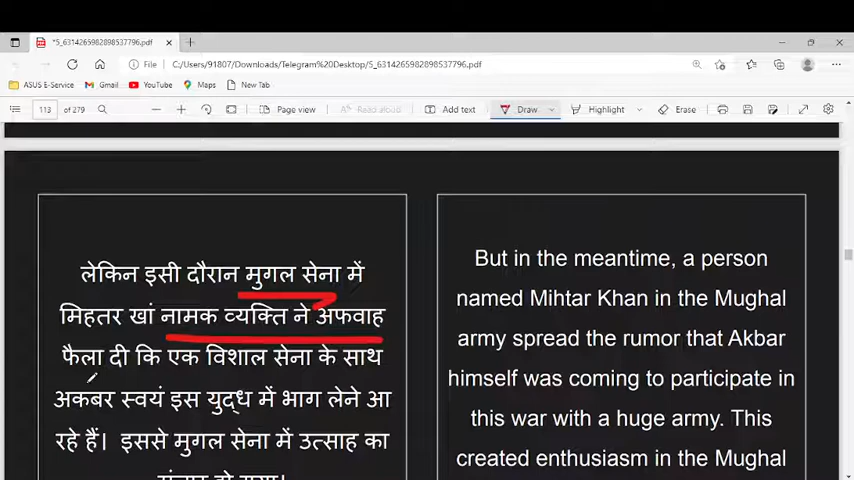 *5_6314265982898537796.pdf
File
C:/Users/91807/Downloads/Telegram Desktop/5_6314265982898537796.pdf
ASUS E-Service
Gmail
YouTube
Maps
New Tab
113 of 279
Page view
Read aloud
Add text
Draw
Highlight
Erase
लेकिन इसी दौरान मुगल सेना में
मिहतर खां नामक व्यक्ति ने अफवाह
फैला दी कि एक विशाल सेना के साथ
अकबर स्वयं इस युद्ध में भाग लेने आ
रहे हैं। इससे मुगल सेना में उत्साह का
But in the meantime, a person
named Mihtar Khan in the Mughal
army spread the rumor that Akbar
himself was coming to participate in
this war with a huge army. This
created enthusiasm in the Mughal